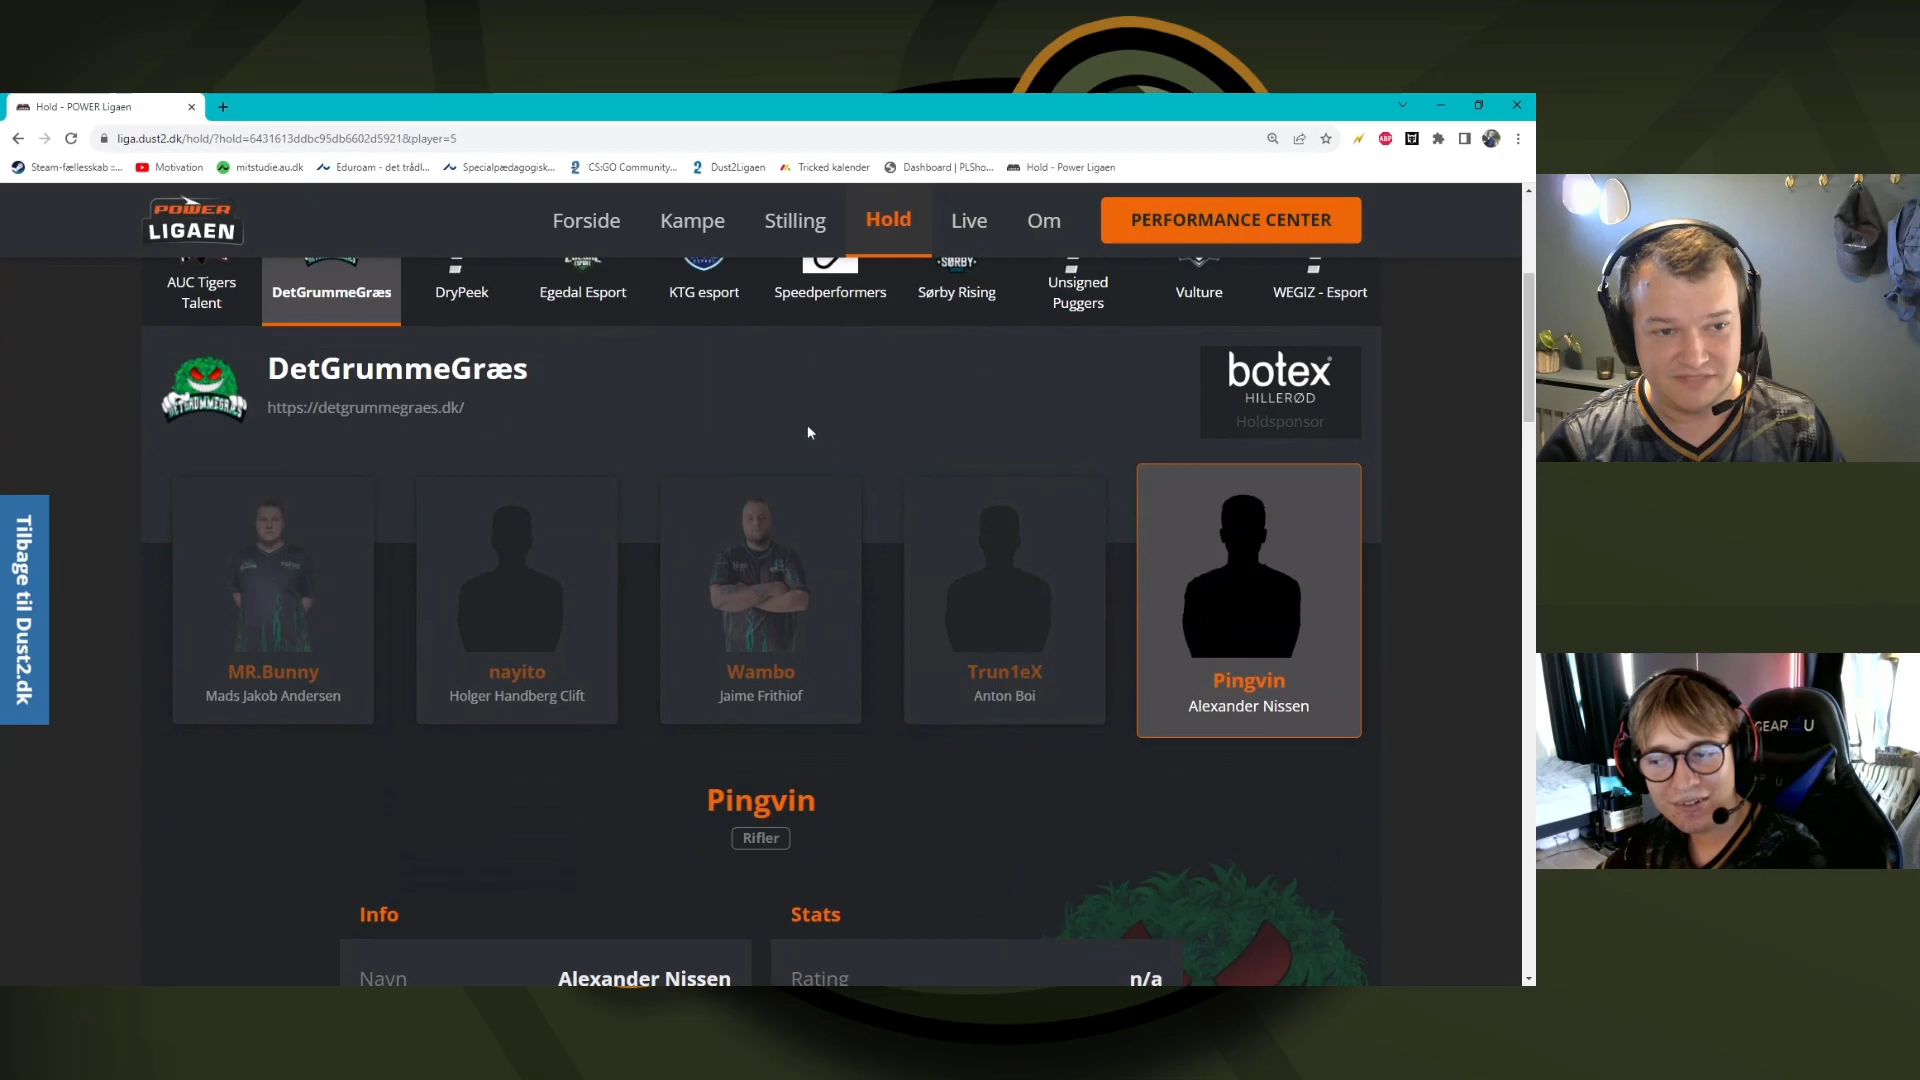 Hold - POWER Ligaen
liga.dust2.dk/hold/?hold=6431613ddbc95db6602d5921&player=5
Steam-fællesskab ::...
Motivation
mitstudie.au.dk
Eduroam - det trådl...
Specialpædagogisk...
CS:GO Community...
Dust2Ligaen
Tricked kalender
Dashboard | PLSho...
Hold - Power Ligaen
POWER
LIGAEN
Forside
Kampe
Stilling
Hold
Live
Om
PERFORMANCE CENTER
AUC Tigers
Talent
DetGrummeGræs
DryPeek
Egedal Esport
KTG esport
Speedperformers
SØRBY
Sørby Rising
Unsigned
Puggers
Vulture
WEGIZ - Esport
DETGRUMMEGRÆS
DetGrummeGræs
https://detgrummegraes.dk/
botex
HILLERØD
Holdsponsor
MR.Bunny
Mads Jakob Andersen
nayito
Holger Handberg Clift
Wambo
Jaime Frithiof
Trun1eX
Anton Boi
Pingvin
Alexander Nissen
Tilbage til Dust2.dk
Pingvin
Rifler
Info
Stats
Navn
Alexander Nissen
Rating
n/a
ABP
GEAR4U